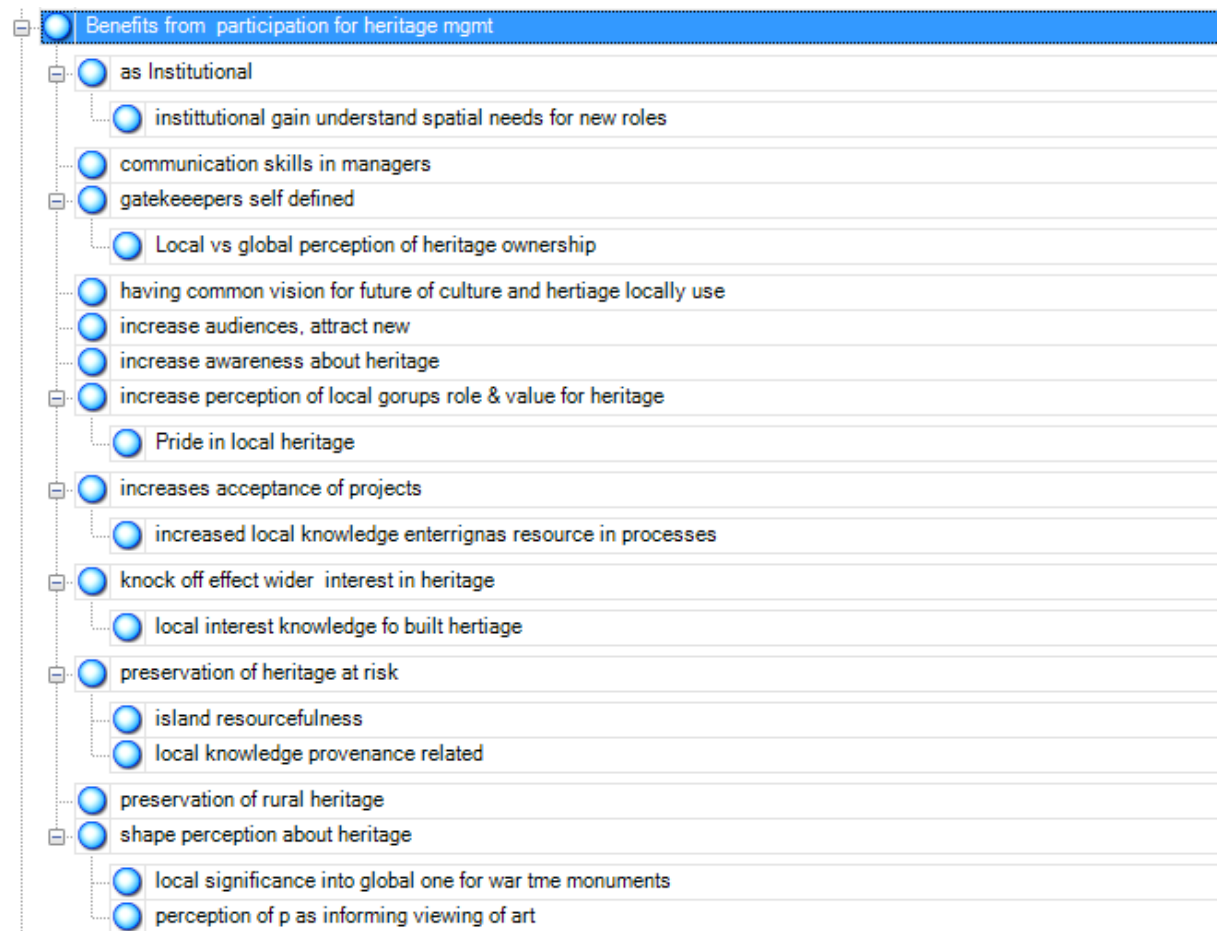 Benefits from  participation for heritage mgmt
as Institutional
instittutional gain understand spatial needs for new roles
communication skills in managers
gatekeeepers self defined
Local vs global perception of heritage ownership
having common vision for future of culture and hertiage locally use
increase audiences, attract new
increase awareness about heritage
increase perception of local gorups role & value for heritage
Pride in local heritage
increases acceptance of projects
increased local knowledge enterrignas resource in processes
knock off effect wider  interest in heritage
local interest knowledge fo built hertiage
preservation of heritage at risk
island resourcefulness
local knowledge provenance related
preservation of rural heritage
shape perception about heritage
local significance into global one for war tme monuments
perception of p as informing viewing of art